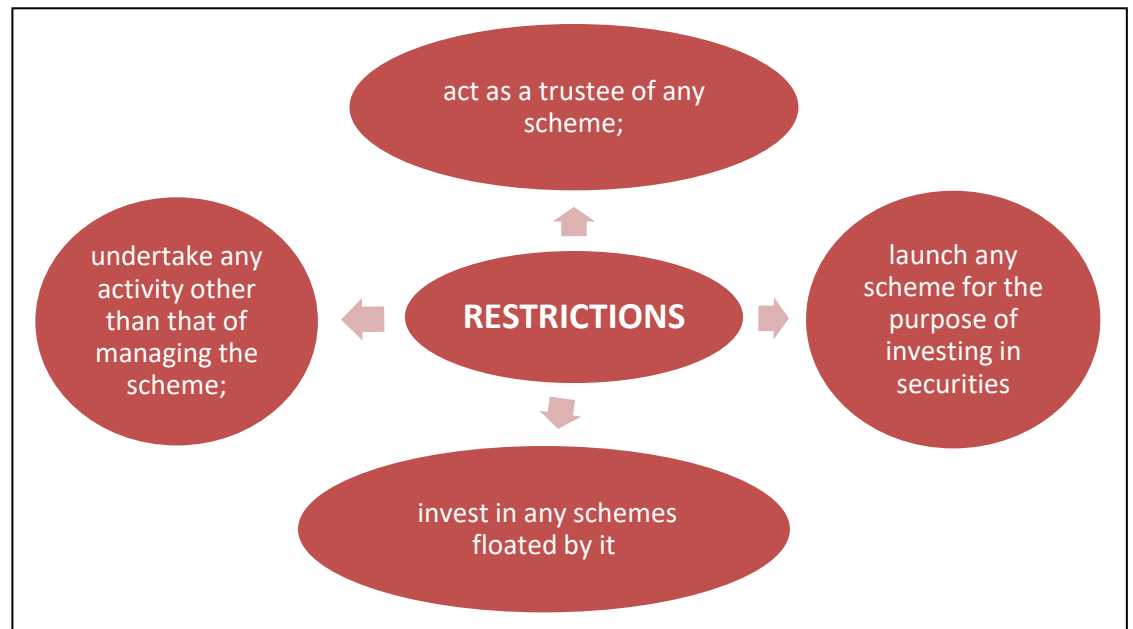 act as a trustee of any
scheme;
undertake any
activity other
than that of
managing the
scheme;
RESTRICTIONS
launch any
scheme for the
purpose of
investing in
securities
invest in any schemes
floated by it